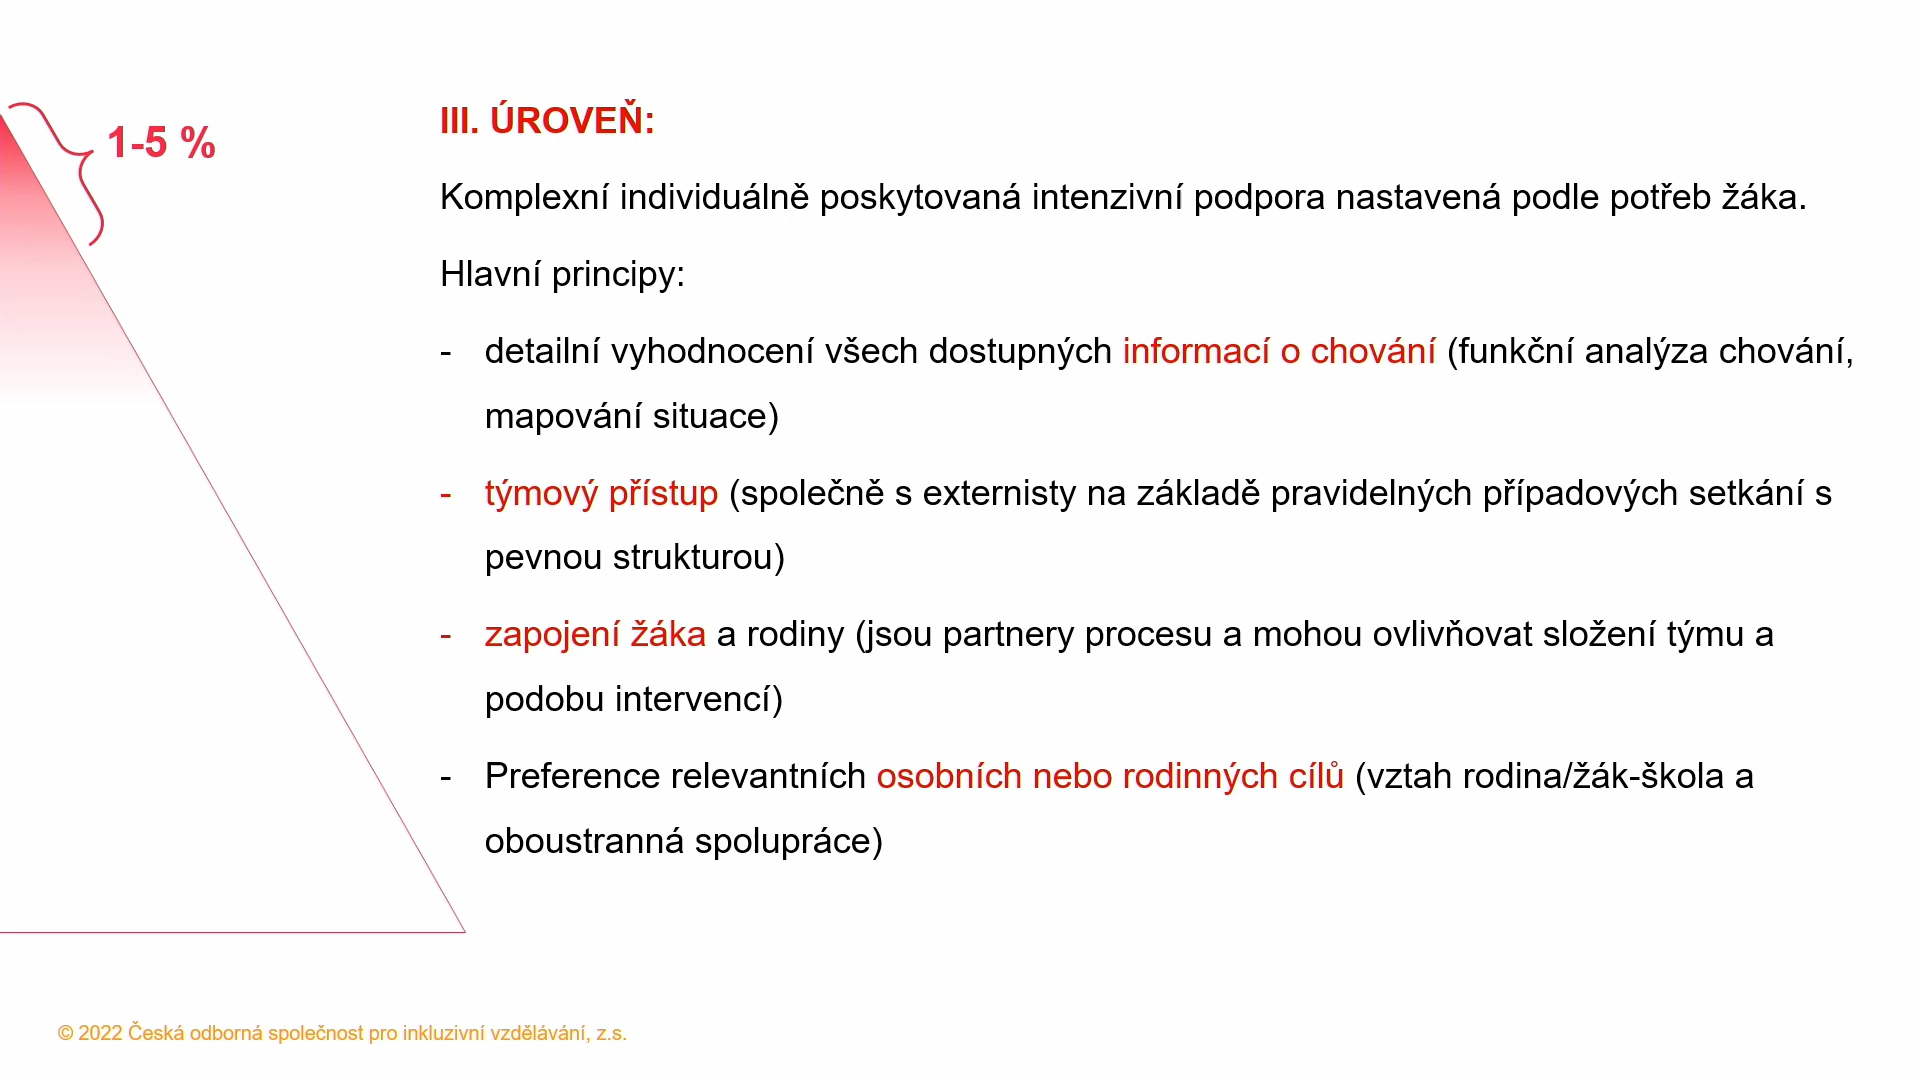 1-5 %
III. ÚROVEŇ:
Komplexní individuálně poskytovaná intenzivní podpora nastavená podle potřeb žáka.
Hlavní principy:
- detailní vyhodnocení všech dostupných informací o chování (funkční analýza chování,
mapování situace)
- týmový přístup (společně s externisty na základě pravidelných případových setkání s
pevnou strukturou)
- zapojení žáka a rodiny (jsou partnery procesu a mohou ovlivňovat složení týmu a
podobu intervencí)
- Preference relevantních osobních nebo rodinných cílů (vztah rodina/žák-škola a
oboustranná spolupráce)
© 2022 Česká odborná společnost pro inkluzivní vzdělávání, z.s.